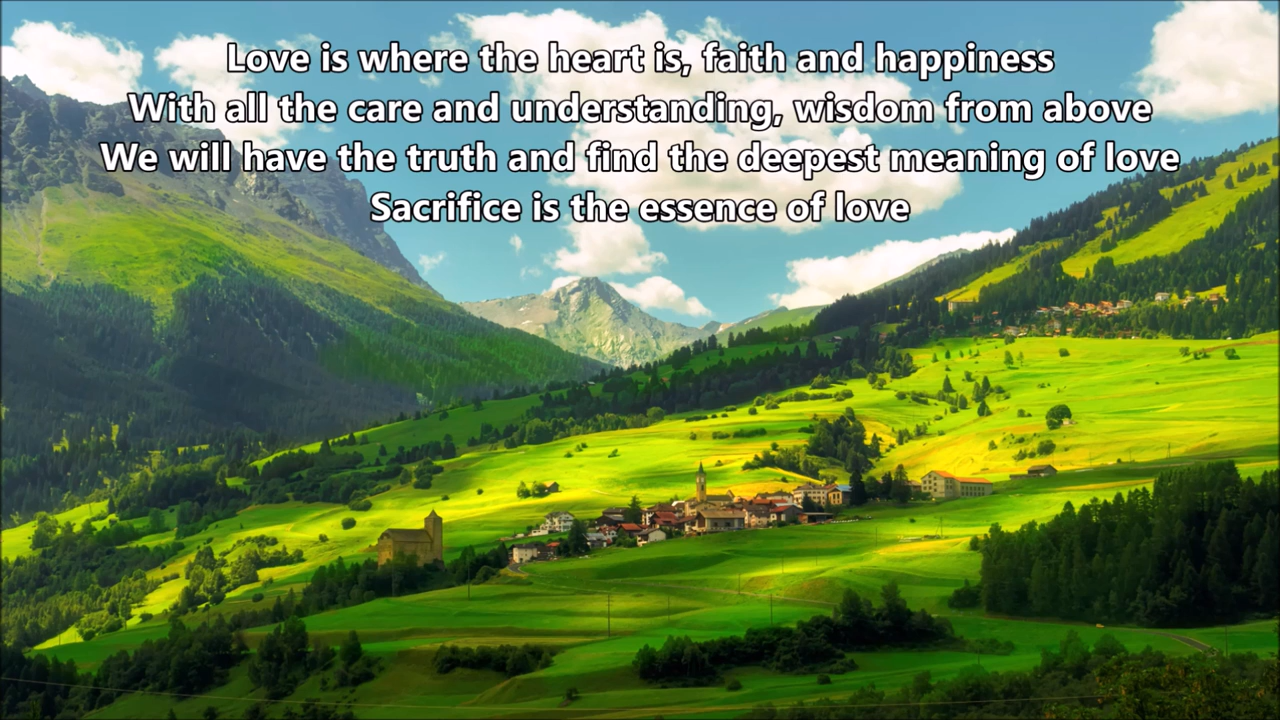 Love is where the heart is, faith and happiness
With all the care and understanding, wisdom from above
We will have the truth and find the deepest meaning of love
Sacrifice is the essence of love